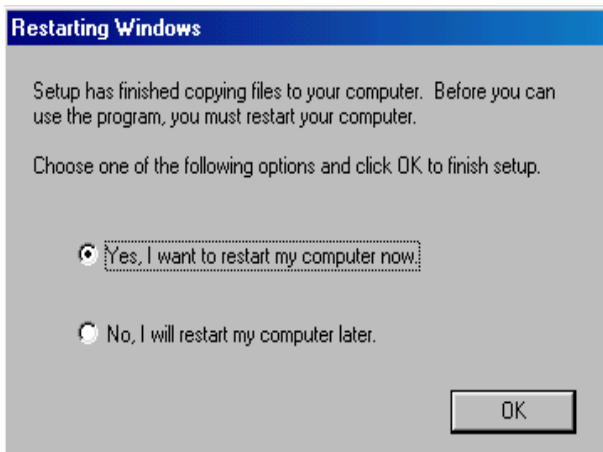 Restarting Windows
Setup has finished copying files to your computer.  Before you can
use the program, you must restart your computer.
Choose one of the following options and click OK to finish setup.
Yes, I want to restart my computer now.
No, I will restart my computer later.
OK